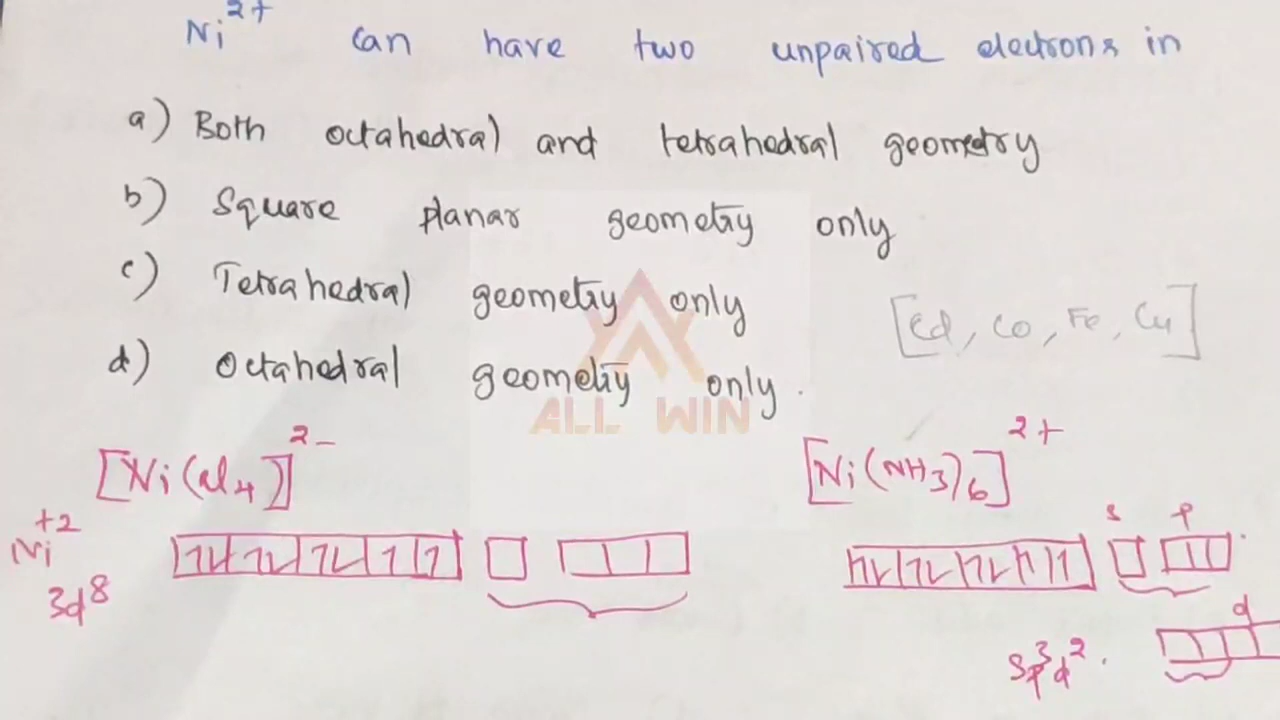 Ni2+ can have two unpaired electrons in
a) Both octahedral and tetrahedral geometry
b) Square planar geometry only
c) Tetrahedral geometry only
[Cd, Co, Fe, Cu]
d) Octahedral geometry only.
ALL WIN
[Ni(Cl4)]2-
[Ni(NH3)6]2+
Ni+2
s p
3d8
d
sp3d2.